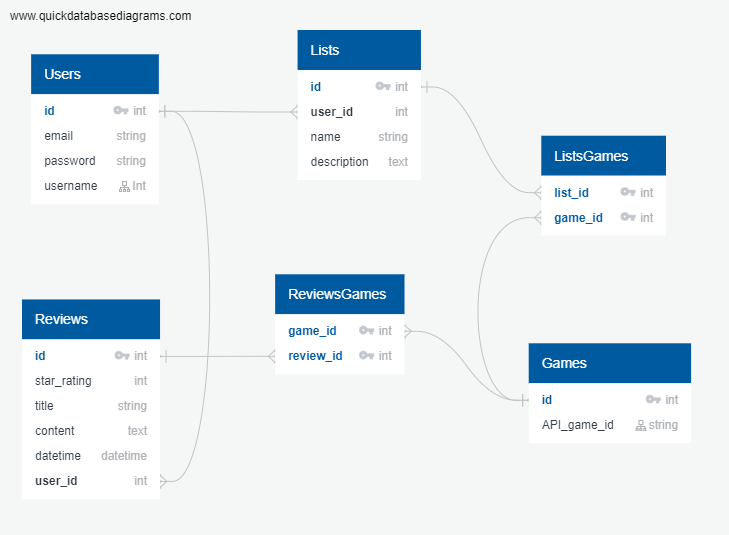 www.quickdatabasediagrams.com
Users
id int
email string
password string
username Int
Lists
id int
user_id int
name string
description text
ListsGames
list_id int
game_id int
Reviews
id int
star_rating int
title string
content text
datetime datetime
user_id int
ReviewsGames
game_id int
review_id int
Games
id int
API_game_id string